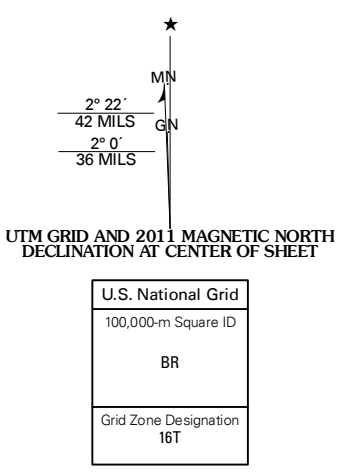 ★
MN
2° 22´
42 MILS
GN
2° 0´
36 MILS
UTM GRID AND 2011 MAGNETIC NORTH
DECLINATION AT CENTER OF SHEET
U.S. National Grid
100,000-m Square ID
BR
Grid Zone Designation
16T